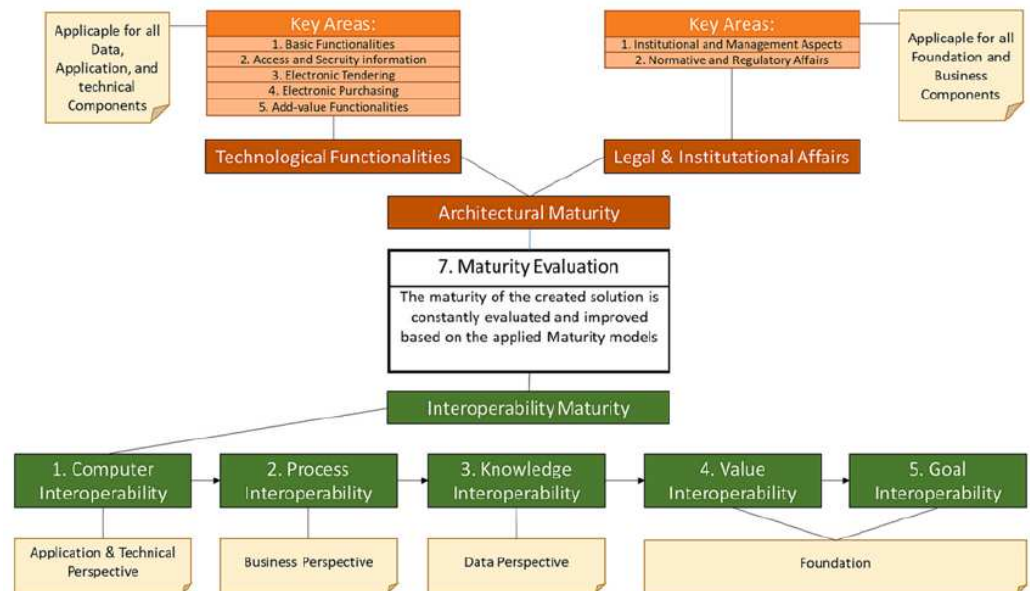 Applicaple for all
Data,
Application, and
technical
Components
Key Areas:
1. Basic Functionalities
2. Access and Secruity information
3. Electronic Tendering
4. Electronic Purchasing
5. Add-value Functionalities
Key Areas:
1. Institutional and Management Aspects
2. Normative and Regulatory Affairs
Applicaple for all
Foundation and
Business
Components
Technological Functionalities
Legal & Institutational Affairs
Architectural Maturity
7. Maturity Evaluation
The maturity of the created solution is
constantly evaluated and improved
based on the applied Maturity models
Interoperability Maturity
1. Computer
Interoperability
2. Process
Interoperability
3. Knowledge
Interoperability
4. Value
Interoperability
5. Goal
Interoperability
Application & Technical
Perspective
Business Perspective
Data Perspective
Foundation